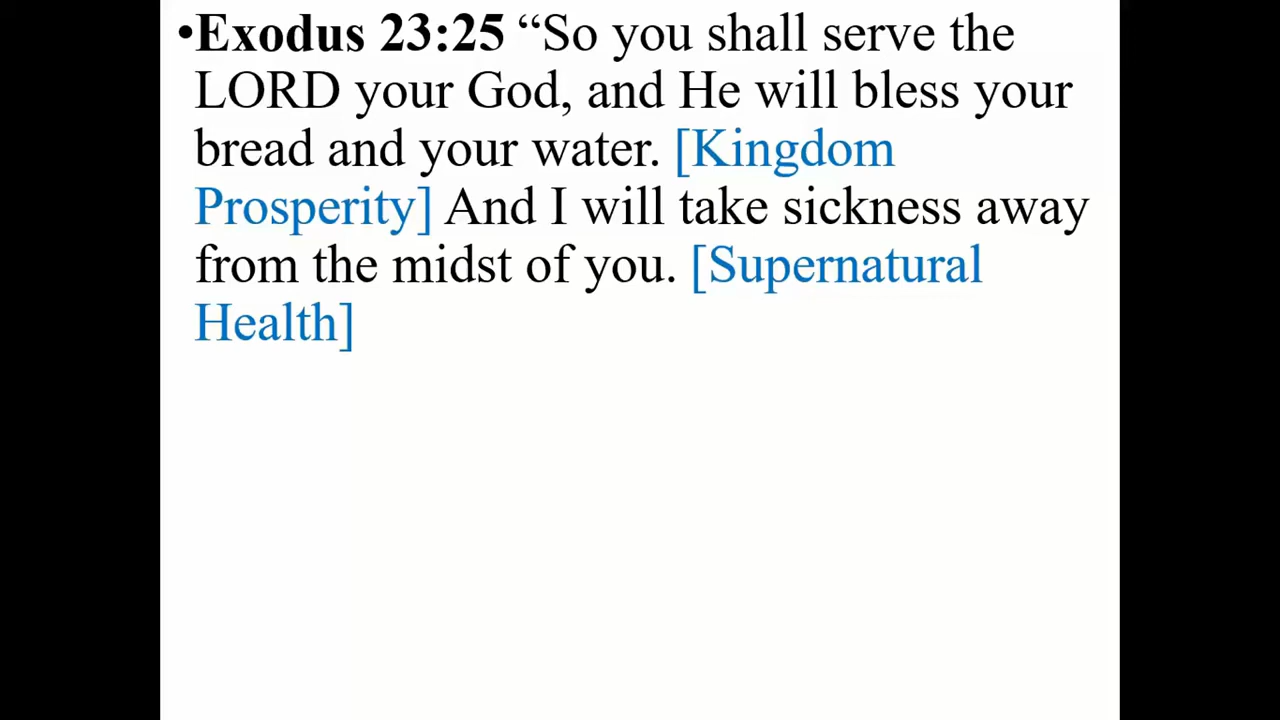 •Exodus 23:25 “So you shall serve the
LORD your God, and He will bless your
bread and your water. [Kingdom
Prosperity] And I will take sickness away
from the midst of you. [Supernatural
Health]